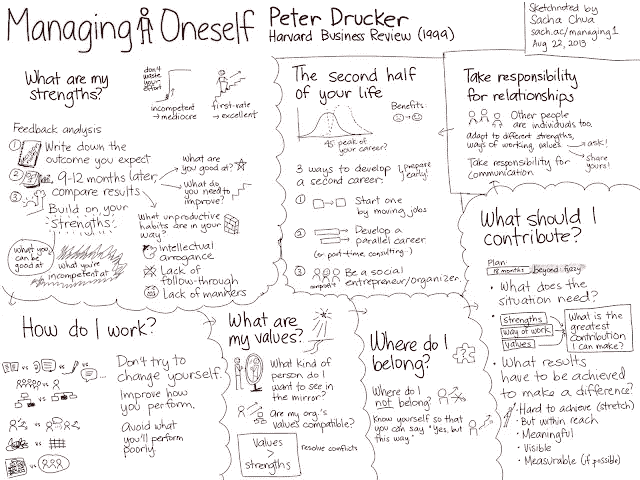 Managing Oneself
Peter Drucker
Harvard Business Review (1999)
Sketchnoted by
Sacha Chua
sach.ac/managing1
Aug 22, 2013
What are my
strengths?
don't
waste
your
effort
incompetent
→ mediocre
first-rate
→ excellent
Feedback analysis
1 Write down the
outcome you expect
2 9-12 months later,
compare results
3 Build on your
strengths
What are
you good at?
What do
you need to
improve?
What unproductive
habits are in your
way?
Intellectual
arrogance
Lack of
follow-through
Lack of manners
what you
can be
good at
what you're
incompetent at
The second half
of your life
Benefits:
45 peak of
your career?
3 ways to develop
a second career:
prepare
early!
1 Start one
by moving jobs
2 Develop a
parallel career
(or part-time consulting..)
3 Be a social
entrepreneur/organizer.
nonprofit
Take responsibility
for relationships
Other people
are individuals too.
adapt to different strengths,
ways of working, values
→ ask!
Take responsibility for
communication.
→ share
yours!
What should I
contribute?
Plan:
18 months beyond: fuzzy
• What does the
situation need?
strengths
way of work
values
What is the
greatest
contribution
I can make?
• What results
have to be achieved
to make a difference?
• Hard to achieve (stretch)
• But within reach
• Meaningful
• Visible
• Measurable (if possible)
How do I work?
vs
vs
vs
vs
vs
vs
vs
vs
Don't try to
change yourself.
Improve how
you perform.
Avoid what
you'll perform
poorly.
What are
my values?
What kind of
person do I
want to see in
the mirror?
Are my org.'s
values compatible?
Values
>
strengths
resolve conflicts
Where do I
belong?
Where do I
not belong?
Know yourself so that
you can say "Yes, but
this way."